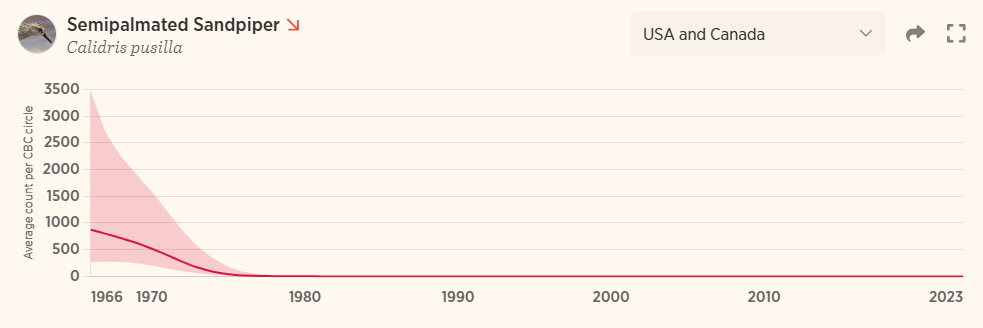 Semipalmated Sandpiper
Calidris pusilla
USA and Canada
Average count per CBC circle
3500
3000
2500
2000
1500
1000
500
0
1966 1970 1980 1990 2000 2010 2023